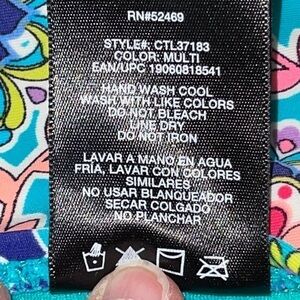 RN#52469
STYLE#: CTL37183
COLOR: MULTI
EAN/UPC 19060818541
HAND WASH COOL
WASH WITH LIKE COLORS
DO NOT BLEACH
LINE DRY
DO NOT IRON
LAVAR A MANO EN AGUA
FRÍA, LAVAR CON COLORES
SIMILARES
NO USAR BLANQUEADOR
SECAR COLGADO
NO PLANCHAR